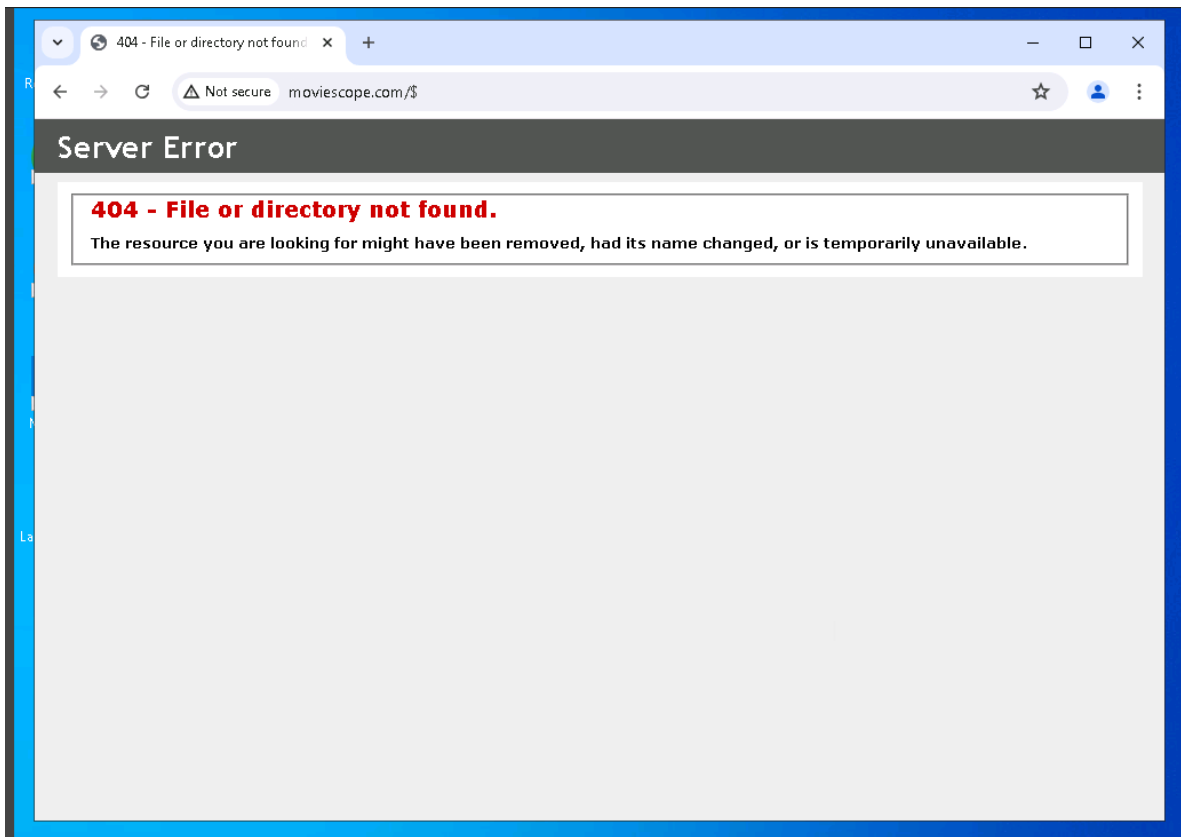 404 - File or directory not found
Not secure moviescope.com/$
Server Error
404 - File or directory not found.
The resource you are looking for might have been removed, had its name changed, or is temporarily unavailable.